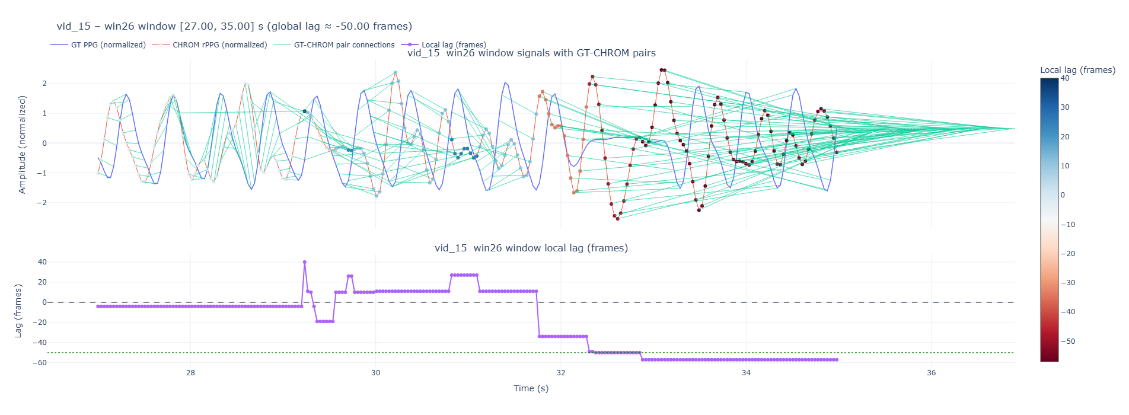 vid_15 – win26 window [27.00, 35.00] s (global lag ≈ -50.00 frames)
GT PPG (normalized) CHROM rPPG (normalized) GT-CHROM pair connections Local lag (frames)
vid_15 win26 window signals with GT-CHROM pairs
Amplitude (normalized)
2
1
0
−1
−2
Local lag (frames)
40
30
20
10
0
−10
−20
−30
−40
−50
vid_15 win26 window local lag (frames)
Lag (frames)
40
20
0
−20
−40
−60
28 30 32 34 36
Time (s)